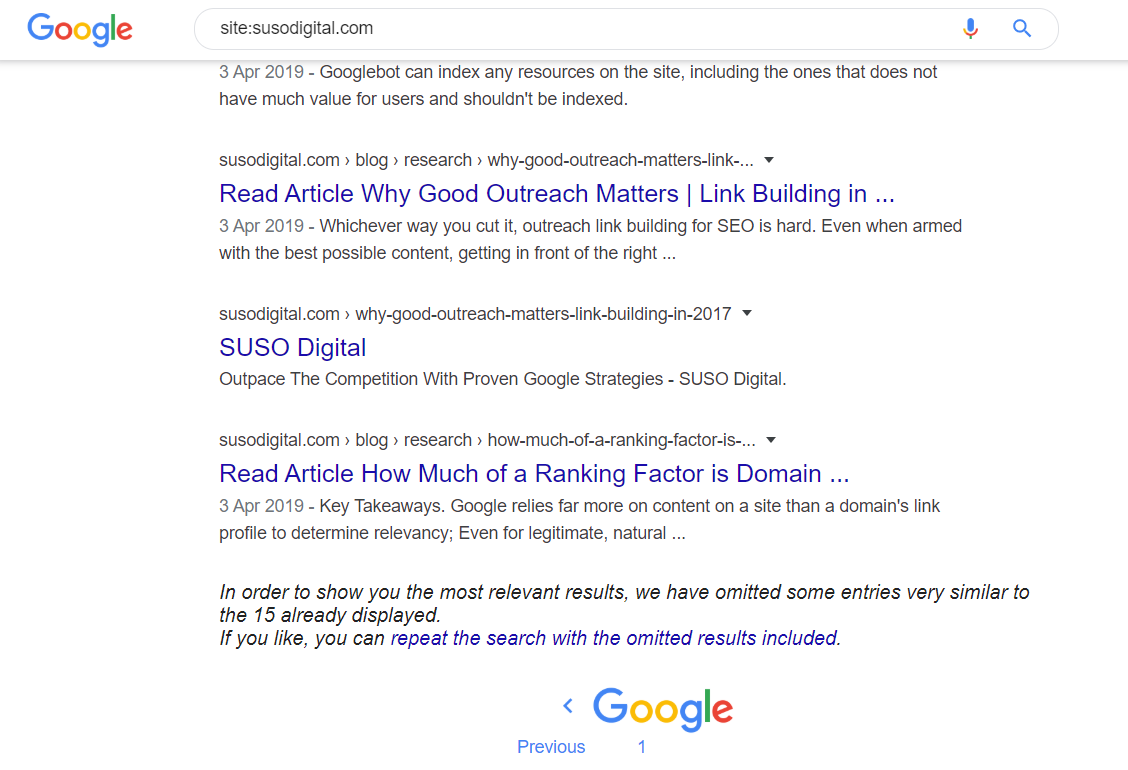 Google
site:susodigital.com
3 Apr 2019 - Googlebot can index any resources on the site, including the ones that does not
have much value for users and shouldn't be indexed.
susodigital.com › blog › research › why-good-outreach-matters-link-...
Read Article Why Good Outreach Matters | Link Building in ...
3 Apr 2019 - Whichever way you cut it, outreach link building for SEO is hard. Even when armed
with the best possible content, getting in front of the right ...
susodigital.com › why-good-outreach-matters-link-building-in-2017
SUSO Digital
Outpace The Competition With Proven Google Strategies - SUSO Digital.
susodigital.com › blog › research › how-much-of-a-ranking-factor-is-...
Read Article How Much of a Ranking Factor is Domain ...
3 Apr 2019 - Key Takeaways. Google relies far more on content on a site than a domain's link
profile to determine relevancy; Even for legitimate, natural ...
In order to show you the most relevant results, we have omitted some entries very similar to
the 15 already displayed.
If you like, you can repeat the search with the omitted results included.
< Google
Previous 1